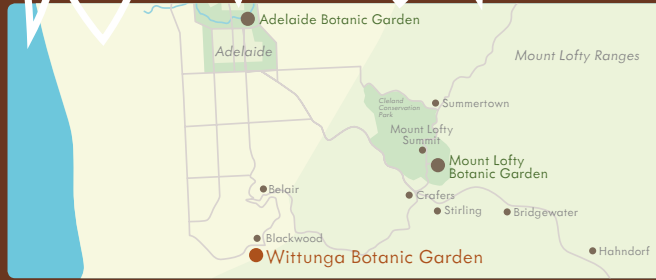 Adelaide Botanic Garden
Adelaide
Mount Lofty Ranges
Cleland
Conservation
Park
Summertown
Mount Lofty
Summit
Mount Lofty
Botanic Garden
Belair
Crafers
Stirling
Bridgewater
Blackwood
Wittunga Botanic Garden
Hahndorf